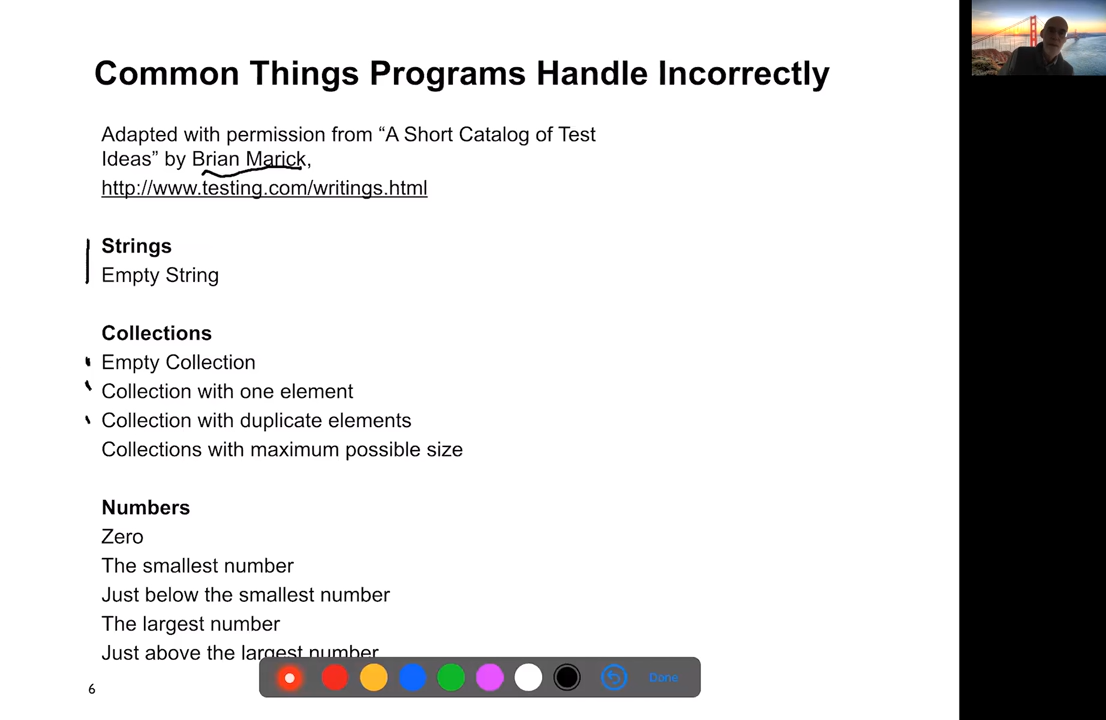 Common Things Programs Handle Incorrectly
Adapted with permission from “A Short Catalog of Test
Ideas” by Brian Marick,
http://www.testing.com/writings.html
Strings
Empty String
Collections
Empty Collection
Collection with one element
Collection with duplicate elements
Collections with maximum possible size
Numbers
Zero
The smallest number
Just below the smallest number
The largest number
Just above the largest number
6
Done